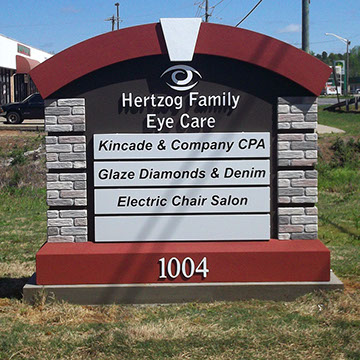 Hertzog Family
Eye Care
Kincade & Company CPA
Glaze Diamonds & Denim
Electric Chair Salon
1004